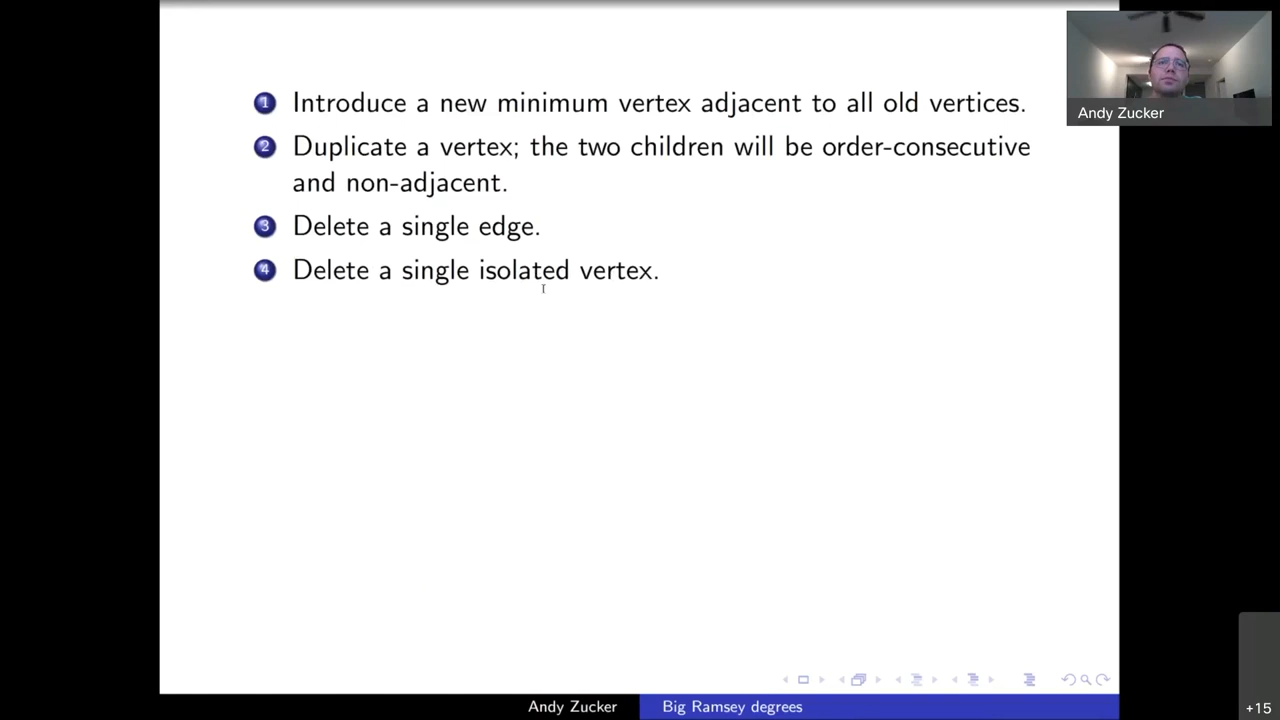 1 Introduce a new minimum vertex adjacent to all old vertices.
2 Duplicate a vertex; the two children will be order-consecutive
and non-adjacent.
3 Delete a single edge.
4 Delete a single isolated vertex.
Andy Zucker
Andy Zucker Big Ramsey degrees
+15